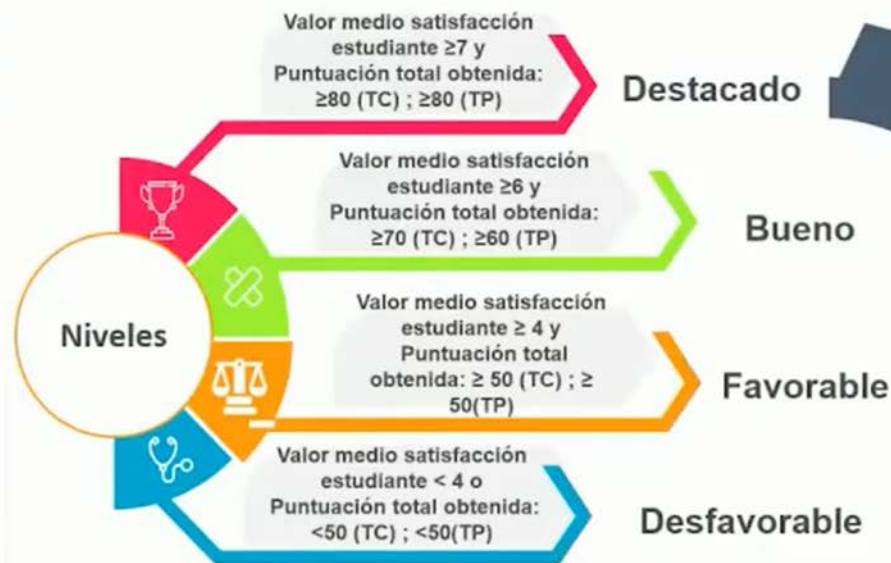 Valor medio satisfacción
estudiante ≥7 y
Puntuación total obtenida:
≥80 (TC) ; ≥80 (TP)
Destacado
Valor medio satisfacción
estudiante ≥6 y
Puntuación total obtenida:
≥70 (TC) ; ≥60 (TP)
Bueno
Niveles
Valor medio satisfacción
estudiante ≥ 4 y
Puntuación total
obtenida: ≥ 50 (TC) ; ≥
50(TP)
Favorable
Valor medio satisfacción
estudiante < 4 o
Puntuación total obtenida:
<50 (TC) ; <50(TP)
Desfavorable